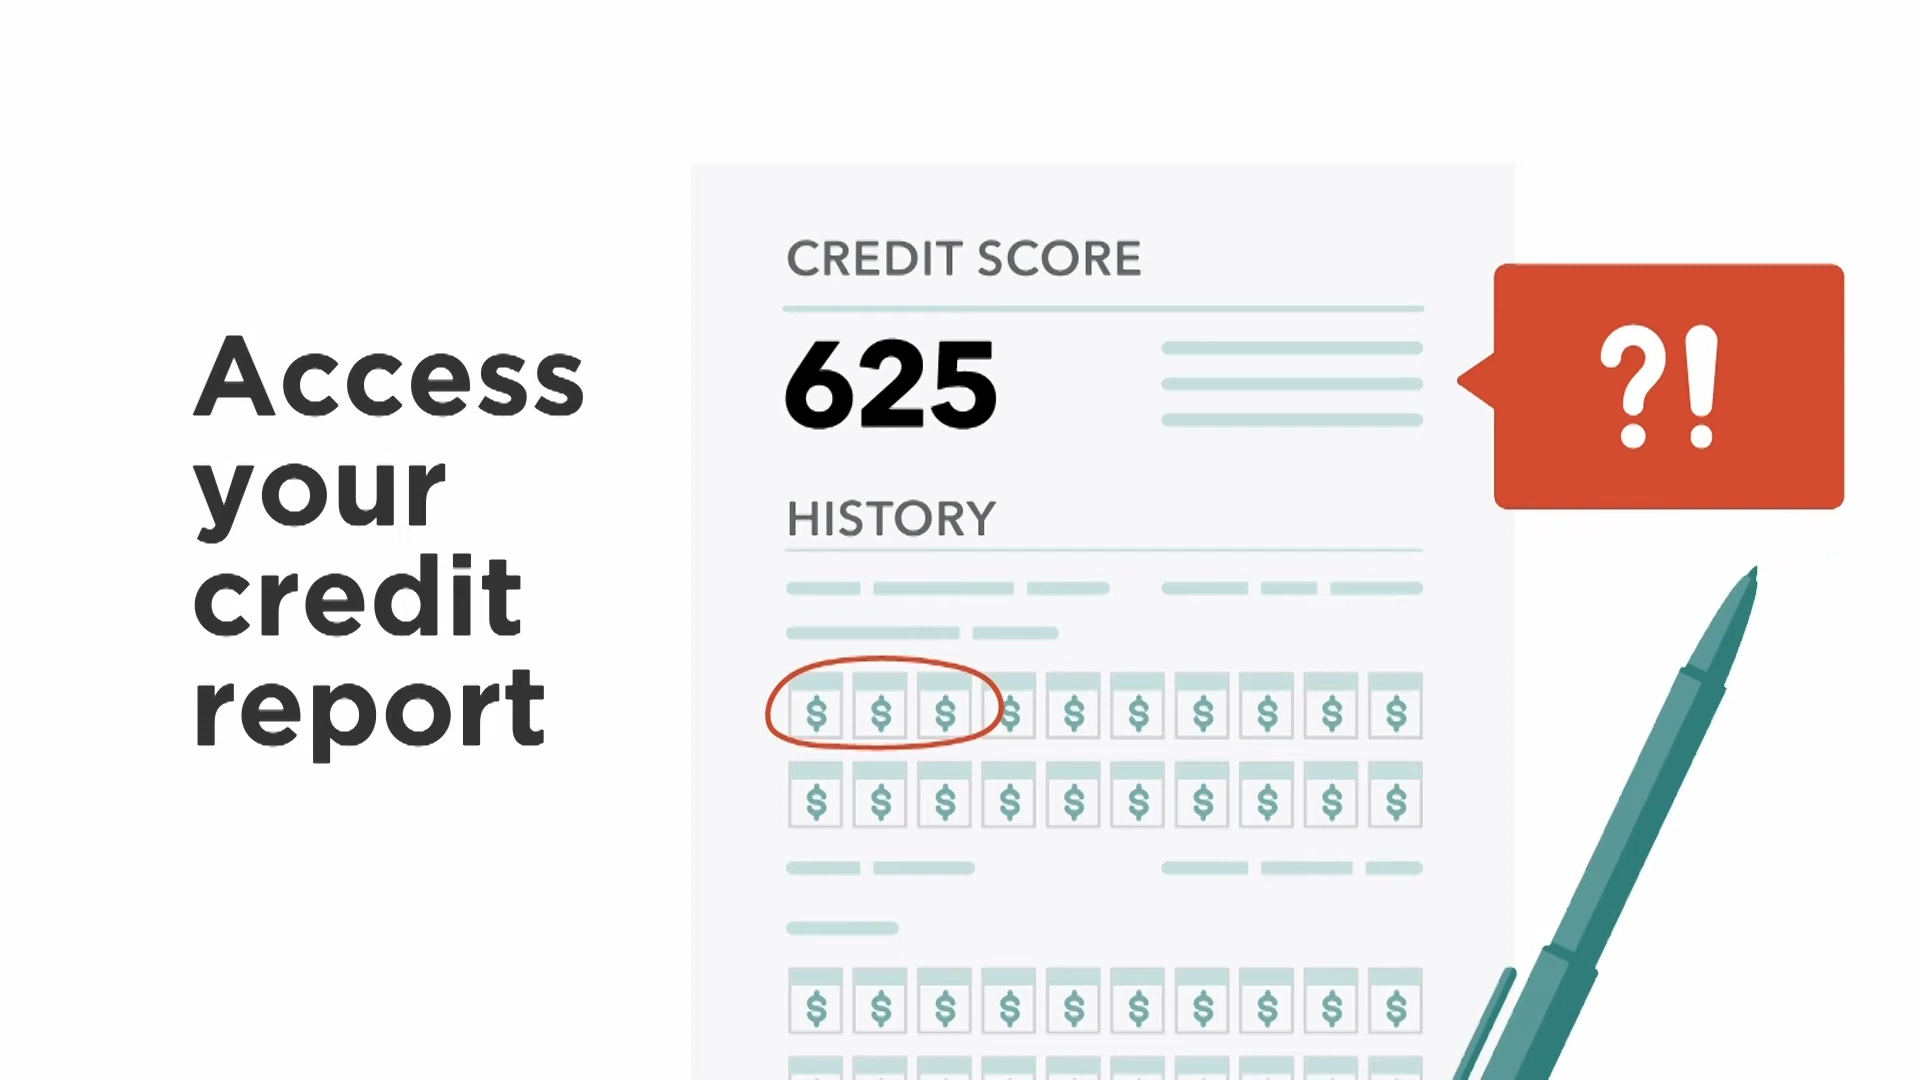 Access
your
credit
report
CREDIT SCORE
625
?!
HISTORY
$ $ $ $ $ $ $ $ $ $
$ $ $ $ $ $ $ $ $ $
$ $ $ $ $ $ $ $ $ $